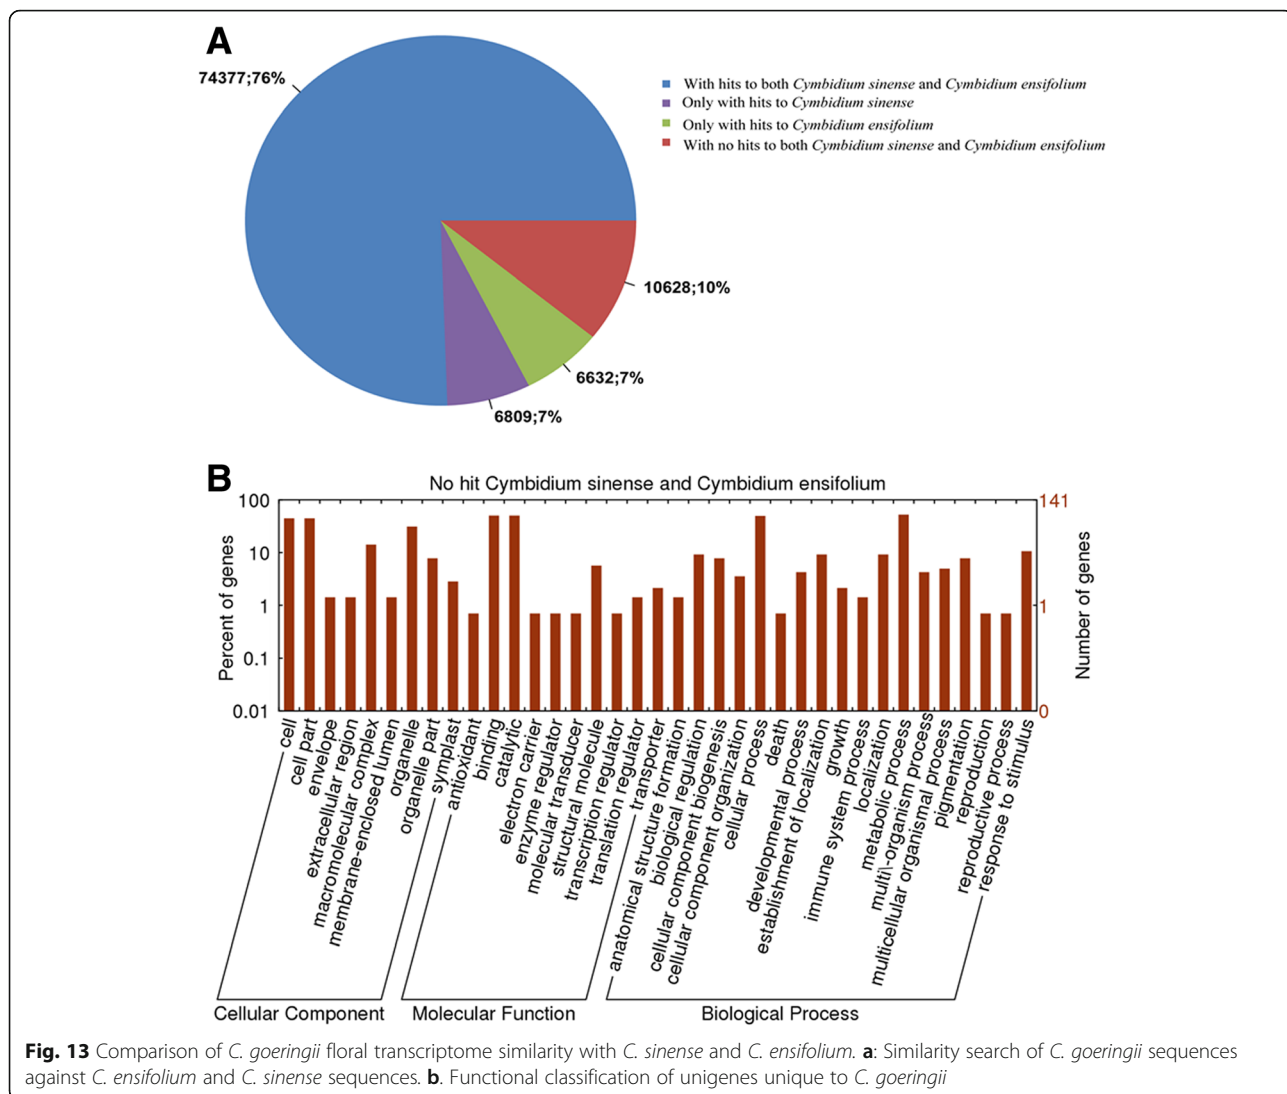 A
74377;76%
With hits to both Cymbidium sinense and Cymbidium ensifolium
Only with hits to Cymbidium sinense
Only with hits to Cymbidium ensifolium
With no hits to both Cymbidium sinense and Cymbidium ensifolium
10628;10%
6632;7%
6809;7%
B
No hit Cymbidium sinense and Cymbidium ensifolium
Percent of genes
100
10
1
0.1
0.01
141
1
0
Number of genes
cell
cell part
envelope
extracellular region
macromolecular complex
membrane-enclosed lumen
organelle
organelle part
symplast
antioxidant
binding
catalytic
electron carrier
enzyme regulator
molecular transducer
structural molecule
transcription regulator
translation regulator
transporter
anatomical structure formation
biological regulation
cellular component biogenesis
cellular component organization
cellular process
death
developmental process
establishment of localization
growth
immune system process
localization
metabolic process
multi\-organism process
multicellular organismal process
pigmentation
reproduction
reproductive process
response to stimulus
Cellular Component
Molecular Function
Biological Process
Fig. 13 Comparison of C. goeringii floral transcriptome similarity with C. sinense and C. ensifolium. a: Similarity search of C. goeringii sequences
against C. ensifolium and C. sinense sequences. b. Functional classification of unigenes unique to C. goeringii